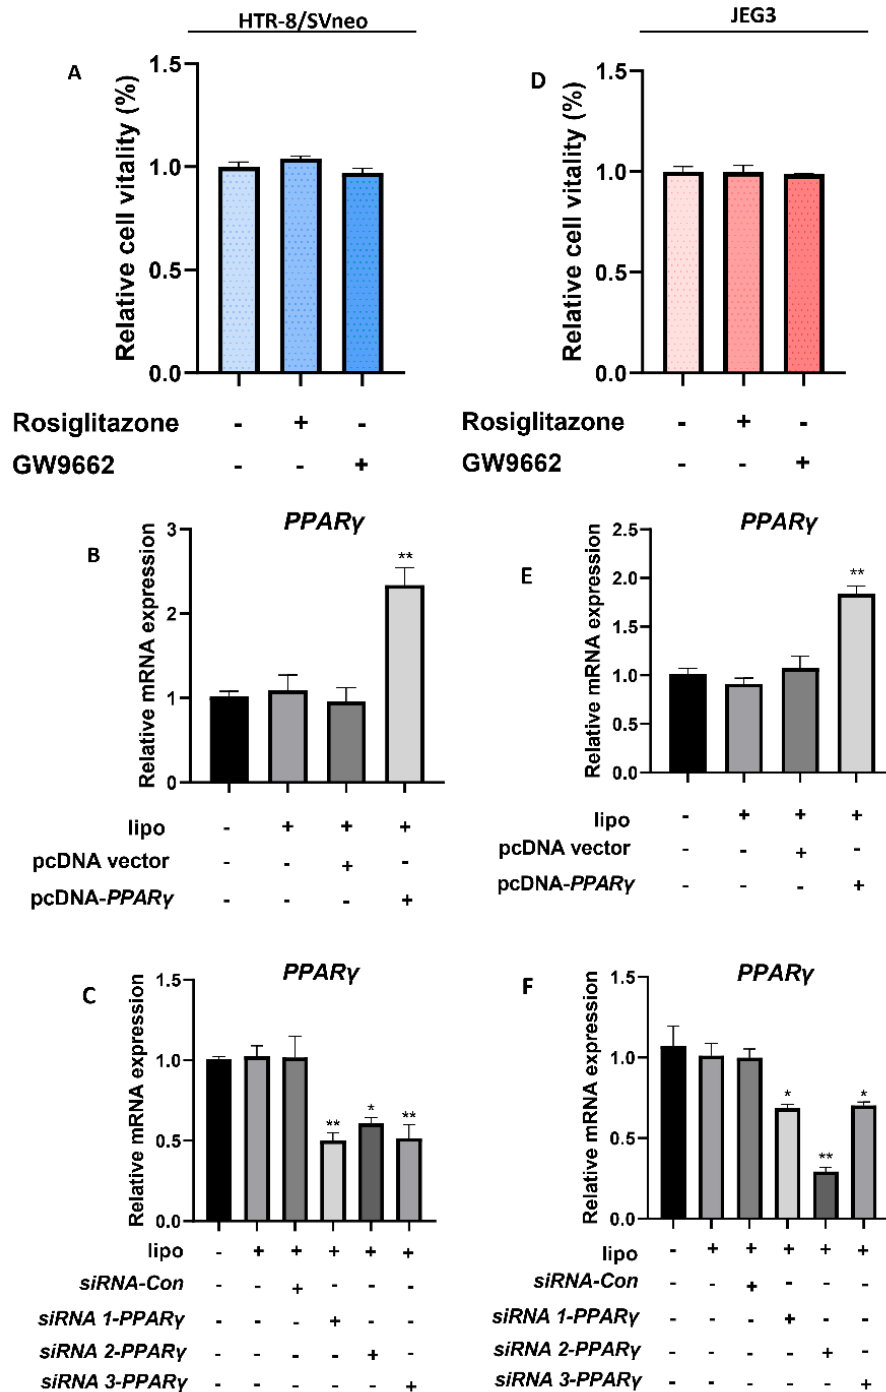 HTR-8/SVneo
A
Relative cell vitality (%)
1.5
1.0
0.5
0.0
Rosiglitazone - + -
GW9662 - - +
B
PPARγ
Relative mRNA expression
3
2
1
0
**
lipo - + + +
pcDNA vector - - + -
pcDNA-PPARγ - - - +
C
PPARγ
Relative mRNA expression
1.5
1.0
0.5
0.0
** * **
lipo - + + + + +
siRNA-Con - - + - - -
siRNA 1-PPARγ - - - + - -
siRNA 2-PPARγ - - - - + -
siRNA 3-PPARγ - - - - - +
JEG3
D
Relative cell vitality (%)
1.5
1.0
0.5
0.0
Rosiglitazone - + -
GW9662 - - +
E
PPARγ
Relative mRNA expression
2.5
2.0
1.5
1.0
0.5
0.0
**
lipo - + + +
pcDNA vector - - + -
pcDNA-PPARγ - - - +
F
PPARγ
Relative mRNA expression
1.5
1.0
0.5
0.0
* ** *
lipo - + + + + +
siRNA-Con - - + - - -
siRNA 1-PPARγ - - - + - -
siRNA 2-PPARγ - - - - + -
siRNA 3-PPARγ - - - - - +